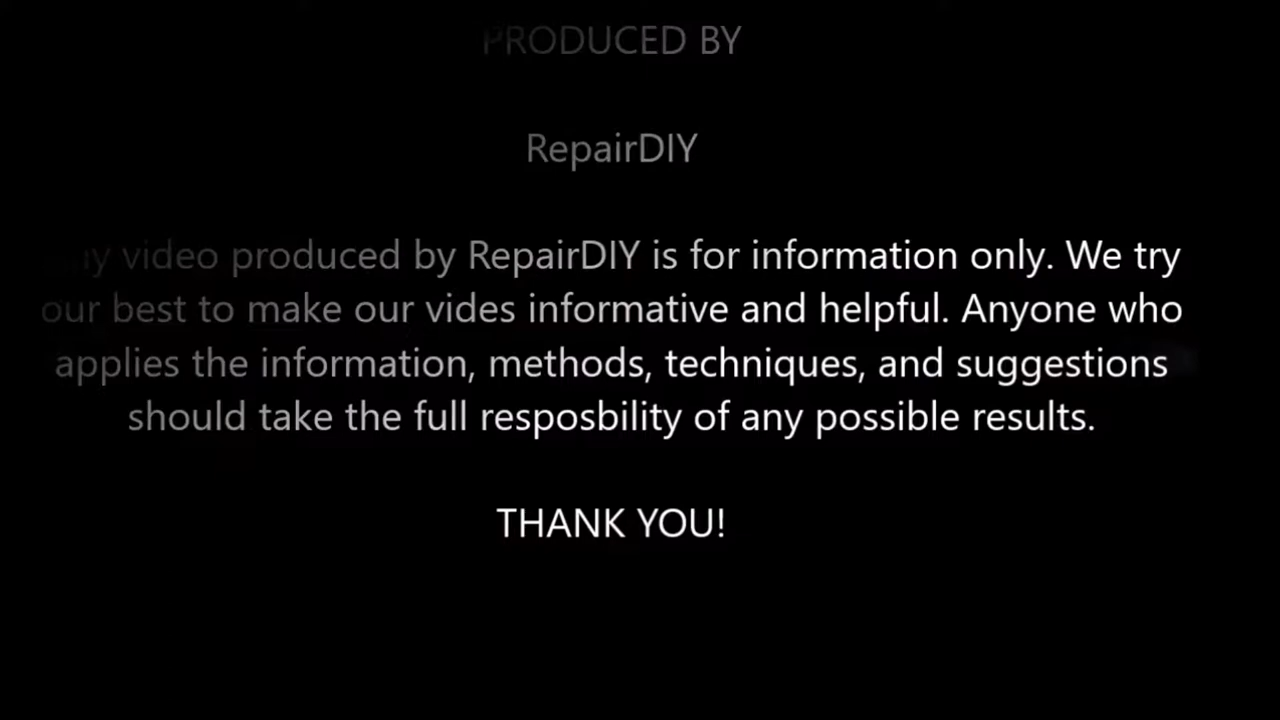 PRODUCED BY
RepairDIY
video produced by RepairDIY is for information only. We try
our best to make our vides informative and helpful. Anyone who
applies the information, methods, techniques, and suggestions
should take the full resposbility of any possible results.
THANK YOU!